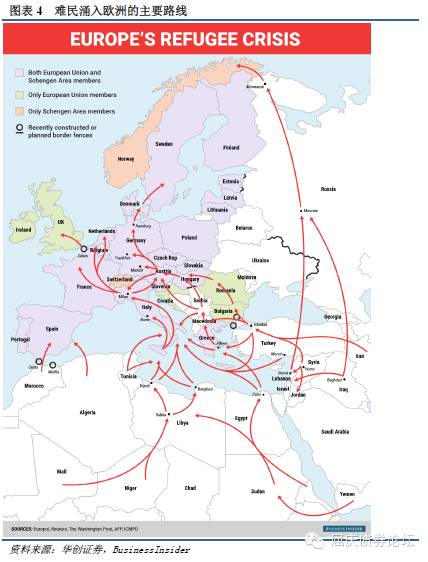 图表 4 难民涌入欧洲的主要路线
EUROPE'S REFUGEE CRISIS
Both European Union and
Schengen Area members
Only European Union members
Only Schengen Area members
Recently constructed or
planned border fences
Murmansk
Norway
Sweden
Finland
Russia
Estonia
Latvia
Lithuania
Moscow
Denmark
Ireland
UK
Netherlands
Hamburg
Germany
Poland
Belarus
Calais
Belgium
Frankfurt
Czech Rep
Ukraine
Munich
Slovakia
France
Austria
Hungary
Moldova
Switzerland
Slovenia
Romania
Milan
Croatia
Serbia
Italy
Bulgaria
Georgia
Portugal
Spain
Rome
Macedonia
Istanbul
Greece
Athens
Turkey
Iran
Mersin
Ceuta
Melilla
Syria
Morocco
Tunisia
Beirut
Homs
Lebanon
Baghdad
Iraq
Algeria
Tripoli
Benghazi
Israel
Jordan
Cairo
Sabha
Libya
Egypt
Saudi Arabia
Mali
Niger
Chad
Sudan
Yemen
SOURCES: Europol, Reuters, The Washington Post, AFP, ICMPD
BUSINESS INSIDER
屈庆债券论坛
资料来源：华创证券，BusinessInsider